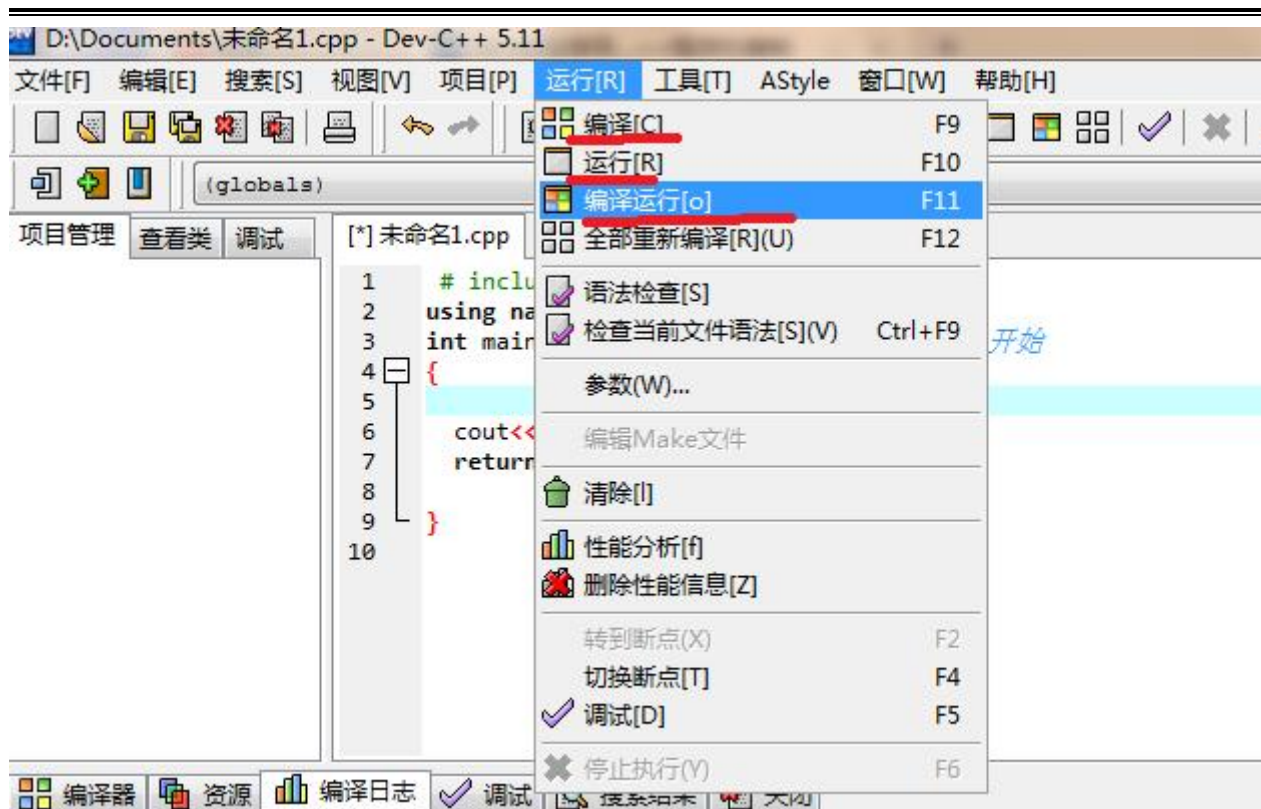 D:\Documents\未命名1.cpp - Dev-C++ 5.11
文件[F] 编辑[E] 搜索[S] 视图[V] 项目[P] 运行[R] 工具[T] AStyle 窗口[W] 帮助[H]
(globals)
项目管理 查看类 调试
[*] 未命名1.cpp
1 # inclu
2 using na
3 int main
开始
4 {
5
6 cout<<
7 return
8
9 }
10
编译[C] F9
运行[R] F10
编译运行[o] F11
全部重新编译[R](U) F12
语法检查[S]
检查当前文件语法[S](V) Ctrl+F9
参数(W)...
编辑Make文件
清除[l]
性能分析[f]
删除性能信息[Z]
转到断点(X) F2
切换断点[T] F4
调试[D] F5
停止执行(Y) F6
编译器 资源 编译日志 调试 搜索结果 关闭